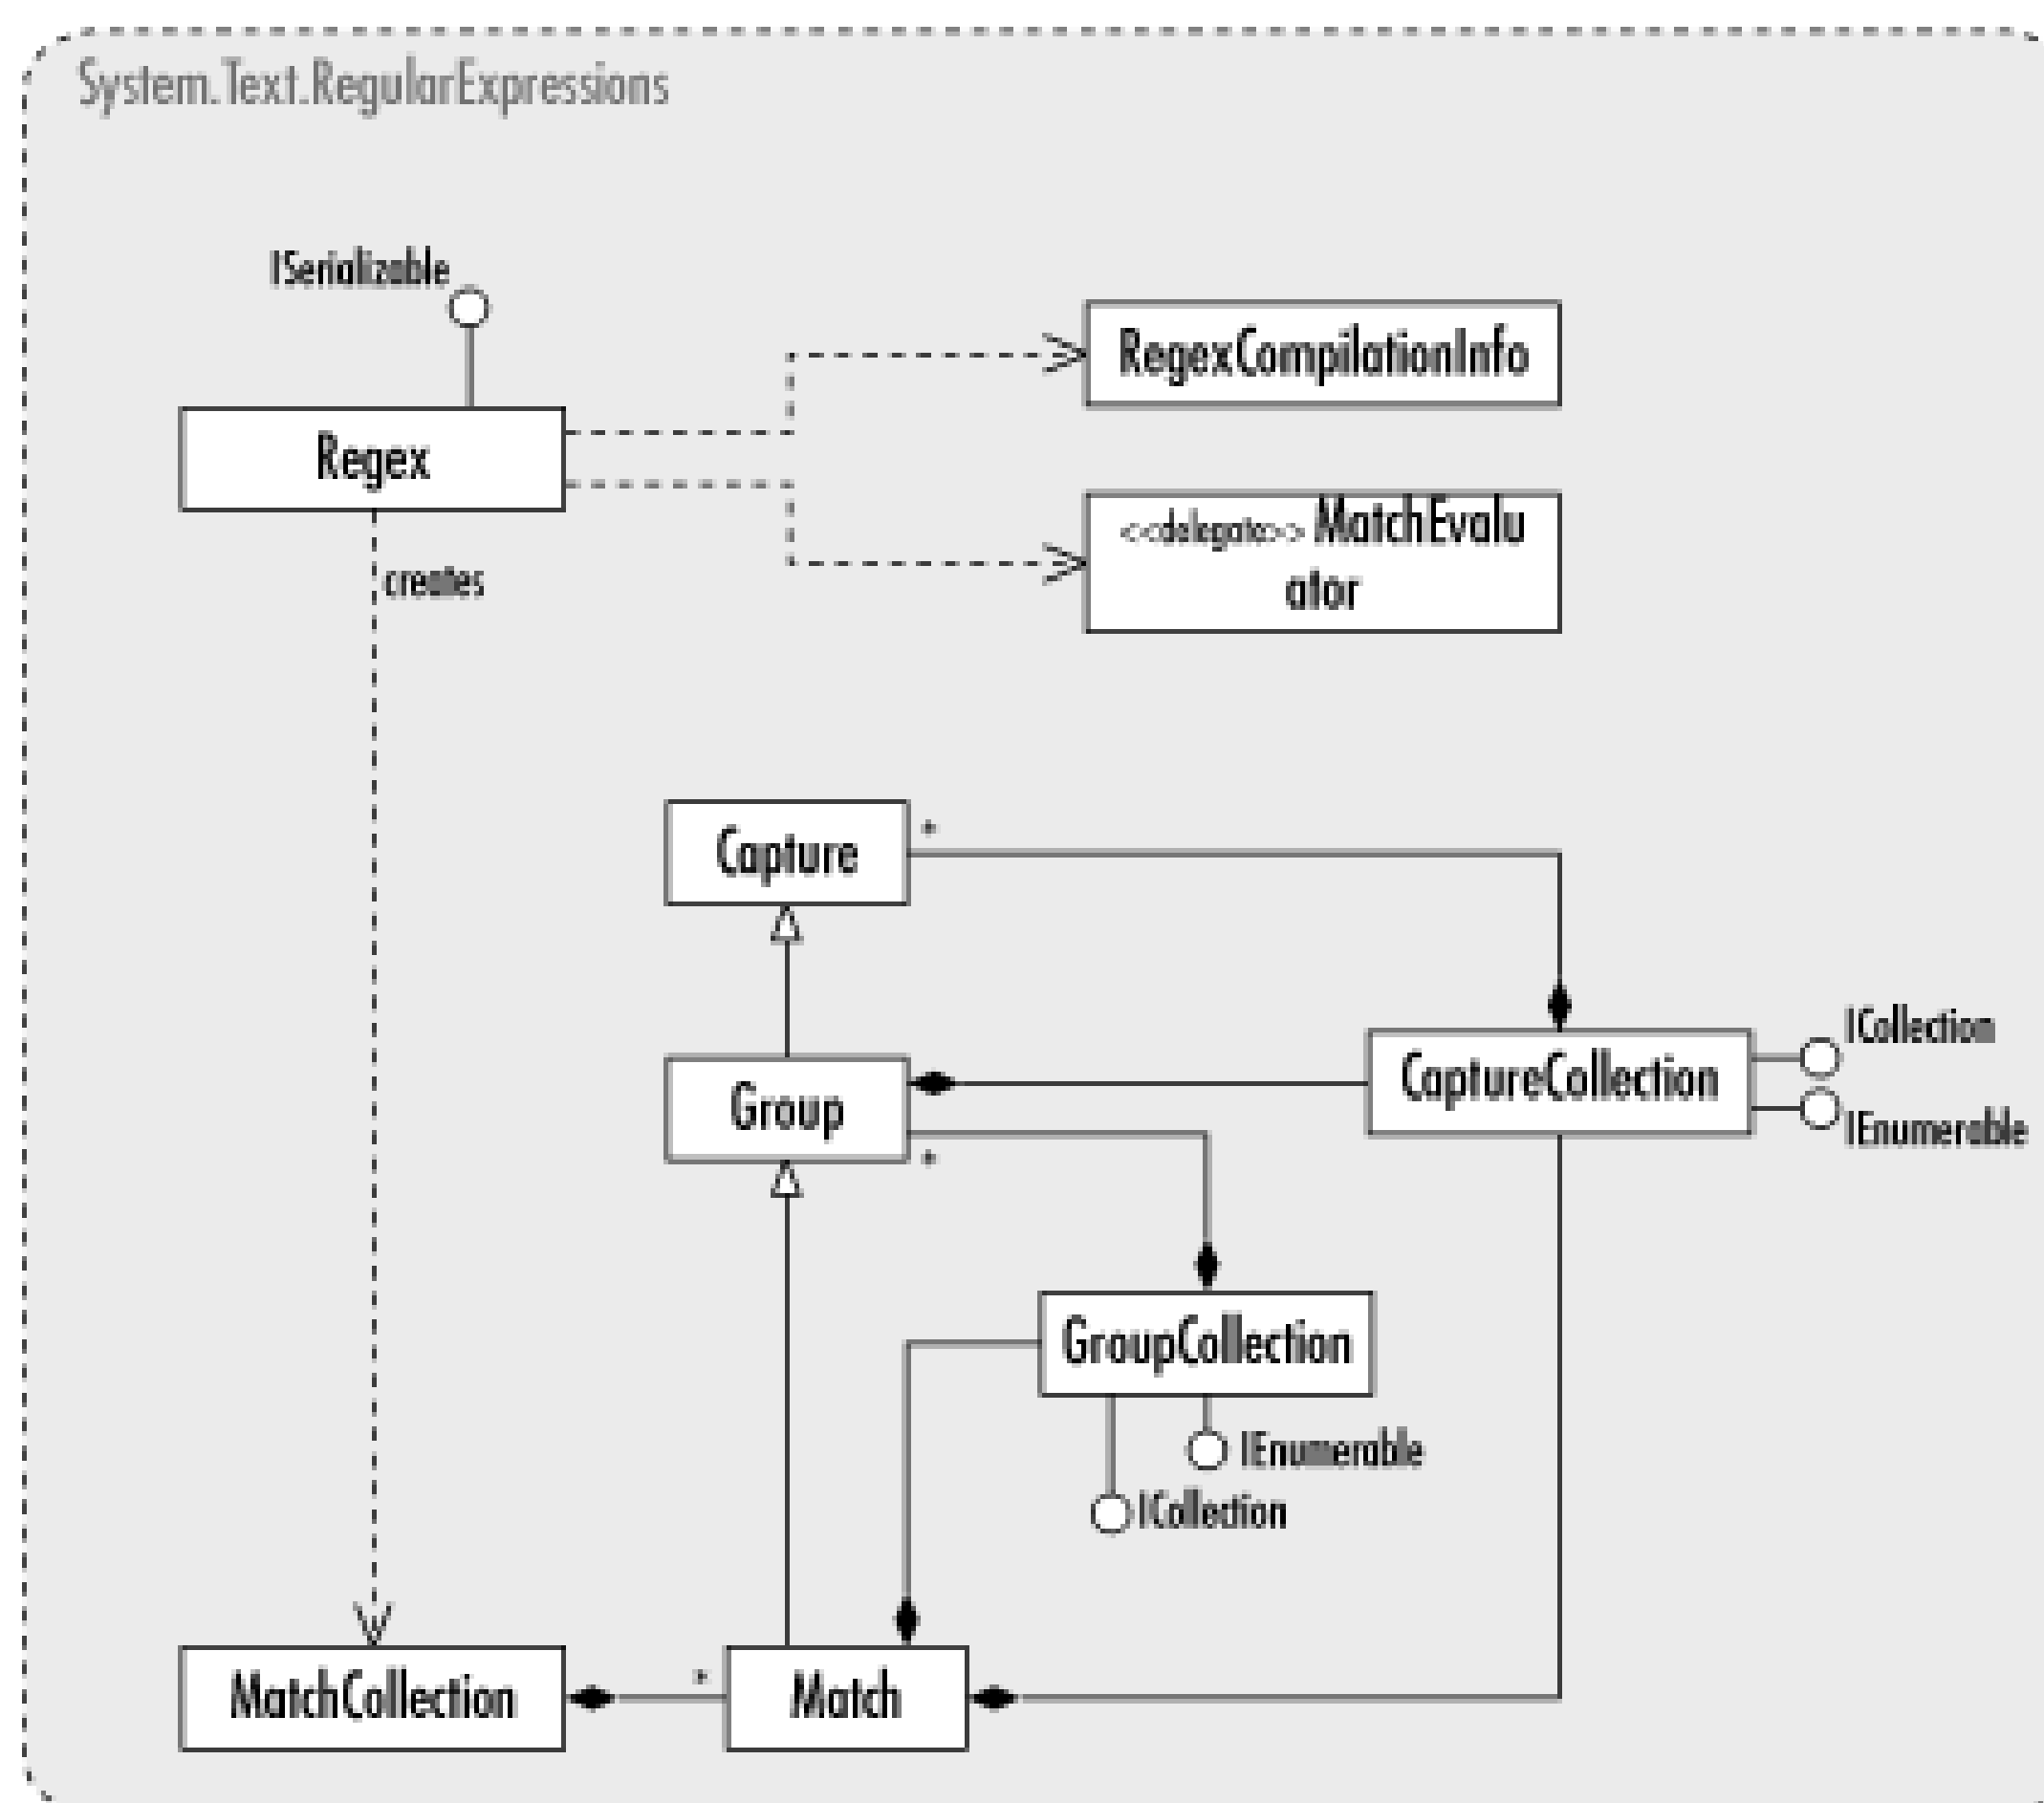 System.Text.RegularExpressions
ISerializable
RegexCompilationInfo
Regex
<<delegate>> MatchEvalu
ator
creates
*
Capture
ICollection
CaptureCollection
IEnumerable
Group
*
GroupCollection
IEnumerable
ICollection
*
MatchCollection
Match